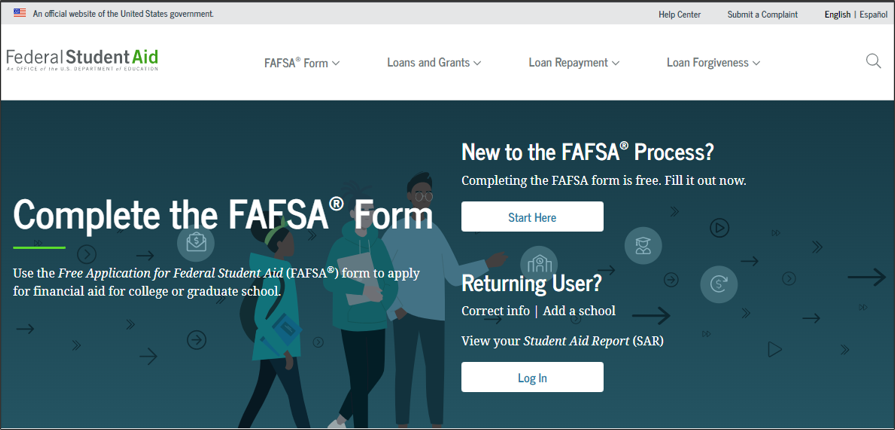 An official website of the United States government.
Help Center
Submit a Complaint
English | Español
Federal Student Aid
An OFFICE of the U.S. DEPARTMENT of EDUCATION
FAFSA® Form
Loans and Grants
Loan Repayment
Loan Forgiveness
Complete the FAFSA® Form
Use the Free Application for Federal Student Aid (FAFSA®) form to apply
for financial aid for college or graduate school.
New to the FAFSA® Process?
Completing the FAFSA form is free. Fill it out now.
Start Here
Returning User?
Correct info | Add a school
View your Student Aid Report (SAR)
Log In